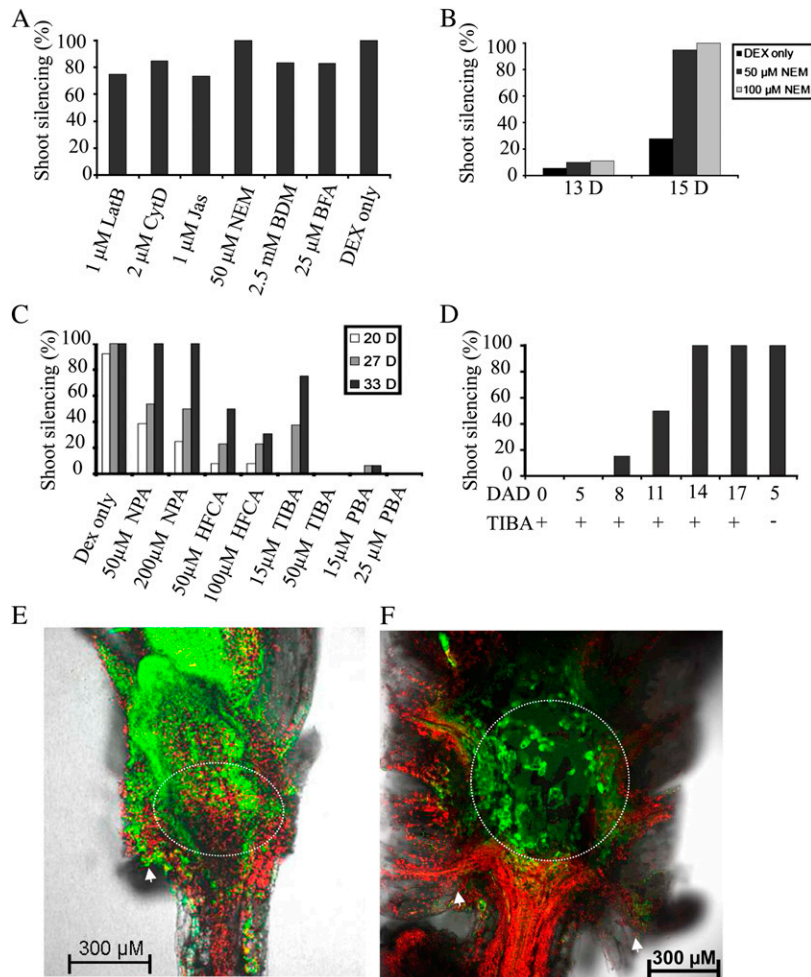 A
Shoot silencing (%)
100
80
60
40
20
0
1 µM LatB
2 µM CytD
1 µM Jas
50 µM NEM
2.5 mM BDM
25 µM BFA
DEX only
B
Shoot silencing (%)
100
80
60
40
20
0
13 D
15 D
DEX only
50 µM NEM
100 µM NEM
C
Shoot silencing (%)
100
80
60
40
20
0
20 D
27 D
33 D
Dex only
50µM NPA
200µM NPA
50µM HFCA
100µM HFCA
15µM TIBA
50µM TIBA
15µM PBA
25 µM PBA
D
Shoot silencing (%)
100
80
60
40
20
0
DAD 0 5 8 11 14 17 5
TIBA + + + + + + -
E
300 µM
F
300 µM